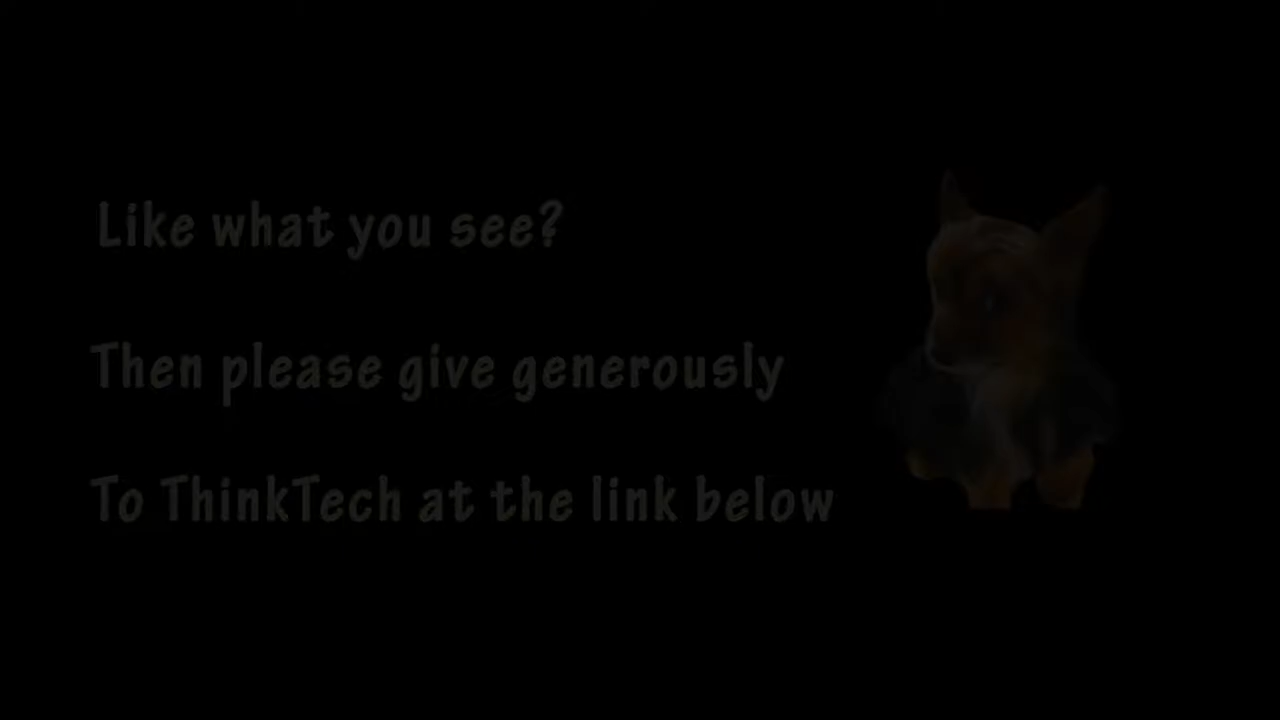 Like what you see?
Then please give generously
To ThinkTech at the link below